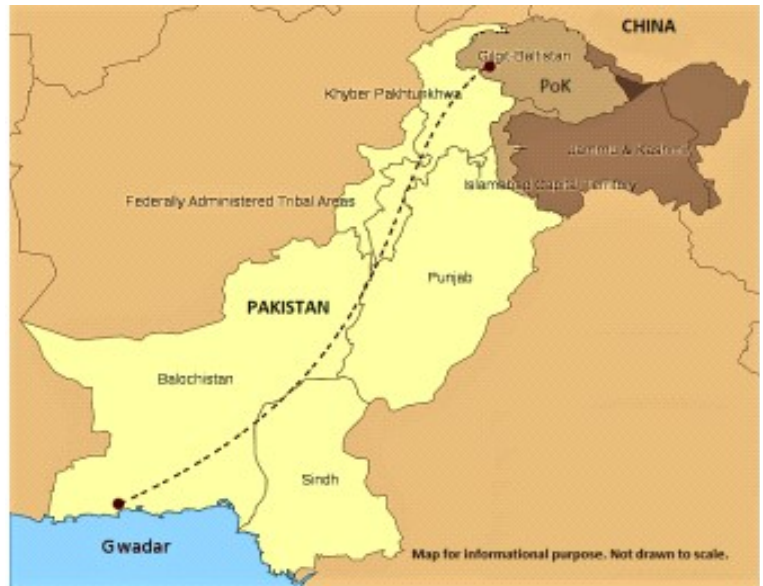 CHINA
Gilgit-Baltistan
PoK
Khyber Pakhtunkhwa
Jammu & Kashmir
Islamabad Capital Territory
Federally Administered Tribal Areas
Punjab
PAKISTAN
Balochistan
Sindh
Gwadar
Map for informational purpose. Not drawn to scale.